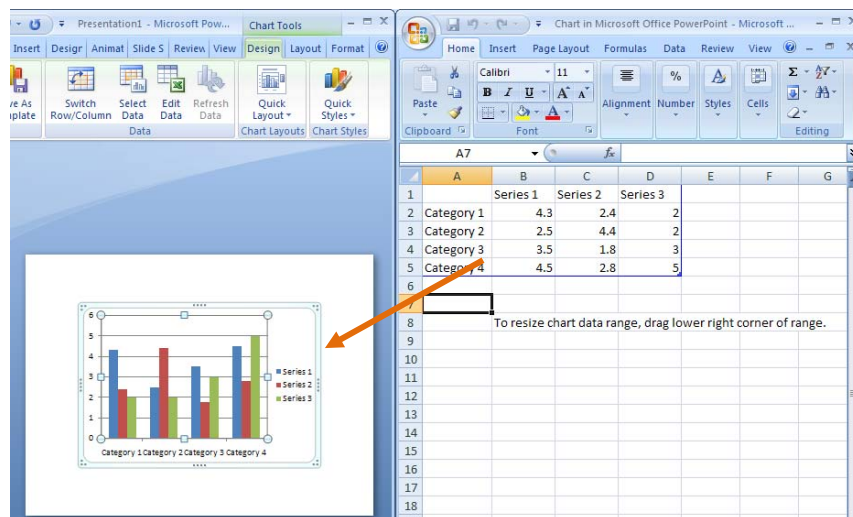 Presentation1 - Microsoft Pow... Chart Tools
Insert Design Animat Slide S Review View Design Layout Format
ve As
plate
Switch Row/Column
Select Data
Edit Data
Refresh Data
Quick Layout
Quick Styles
Data Chart Layouts Chart Styles
6
5
4
3
2
1
0
Category 1 Category 2 Category 3 Category 4
Series 1
Series 2
Series 3
Chart in Microsoft Office PowerPoint - Microsoft ...
Home Insert Page Layout Formulas Data Review View
Paste
Calibri 11
B I U A A
A
Alignment Number Styles Cells
% A Σ
Clipboard Font Editing
A7 fx
A B C D E F G
1 Series 1 Series 2 Series 3
2 Category 1 4.3 2.4 2
3 Category 2 2.5 4.4 2
4 Category 3 3.5 1.8 3
5 Category 4 4.5 2.8 5
6
7
8 To resize chart data range, drag lower right corner of range.
9
10
11
12
13
14
15
16
17
18